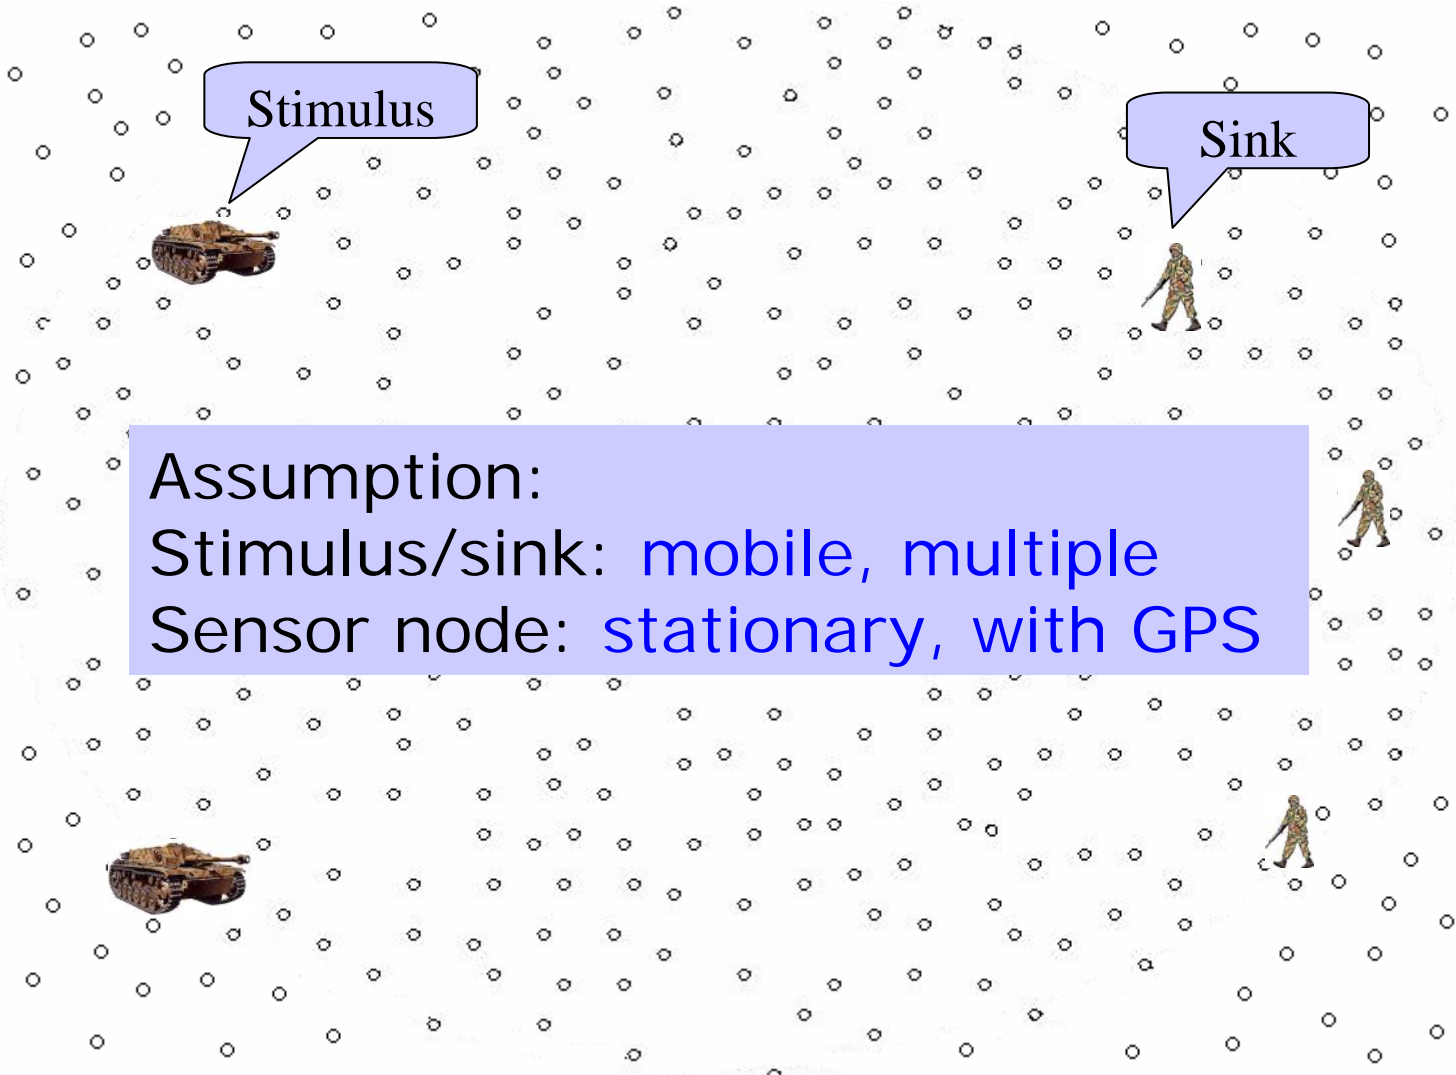 Stimulus
Sink
Assumption:
Stimulus/sink: mobile, multiple
Sensor node: stationary, with GPS